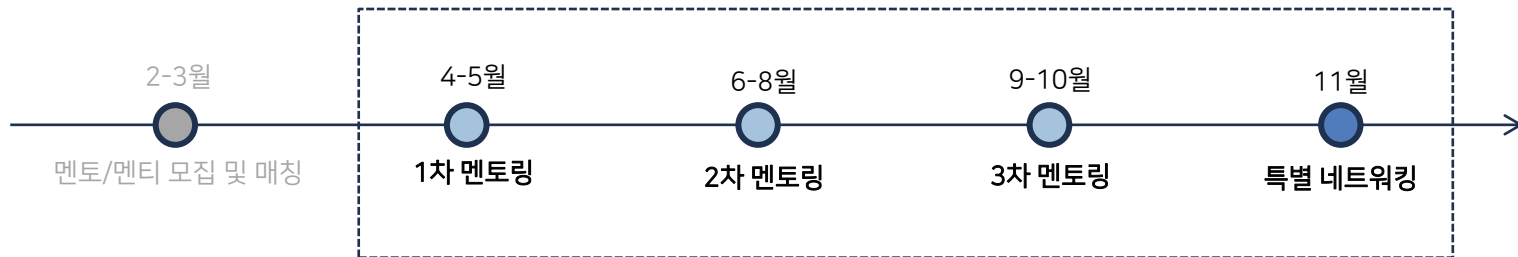 2-3월
4-5월
6-8월
9-10월
11월
멘토/멘티 모집 및 매칭
1차 멘토링
2차 멘토링
3차 멘토링
특별 네트워킹